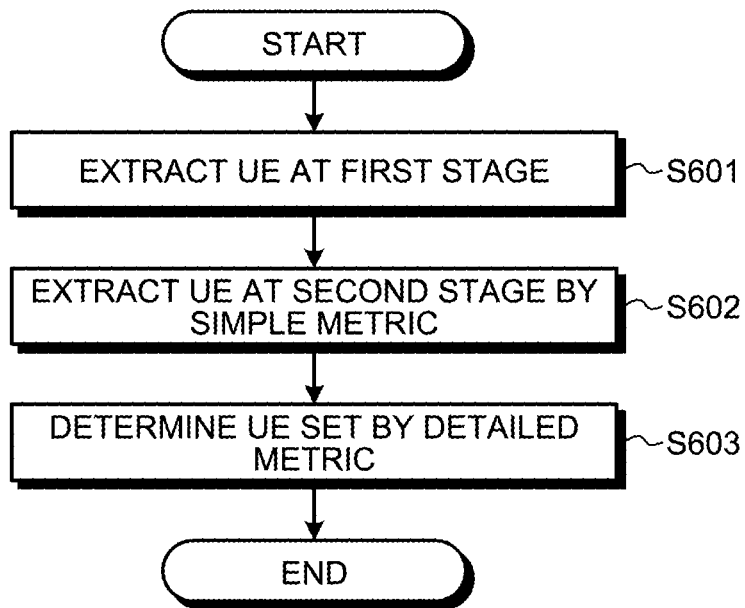 START
EXTRACT UE AT FIRST STAGE
S601
EXTRACT UE AT SECOND STAGE BY
SIMPLE METRIC
S602
DETERMINE UE SET BY DETAILED
METRIC
S603
END